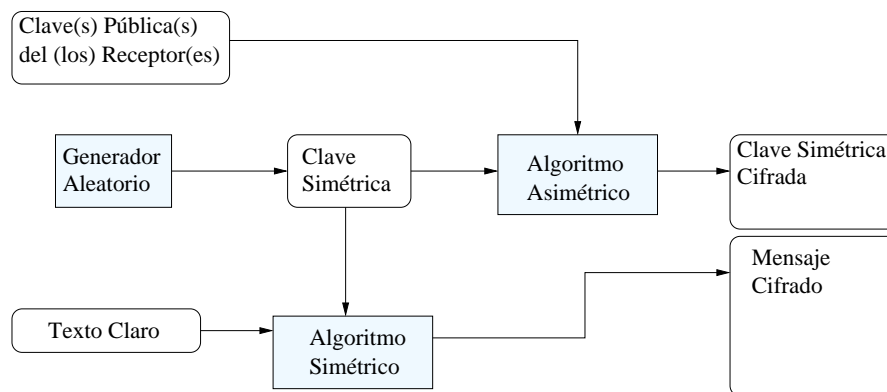 Clave(s) Pública(s)
del (los) Receptor(es)
Generador
Aleatorio
Clave
Simétrica
Algoritmo
Asimétrico
Clave Simétrica
Cifrada
Mensaje
Cifrado
Texto Claro
Algoritmo
Simétrico